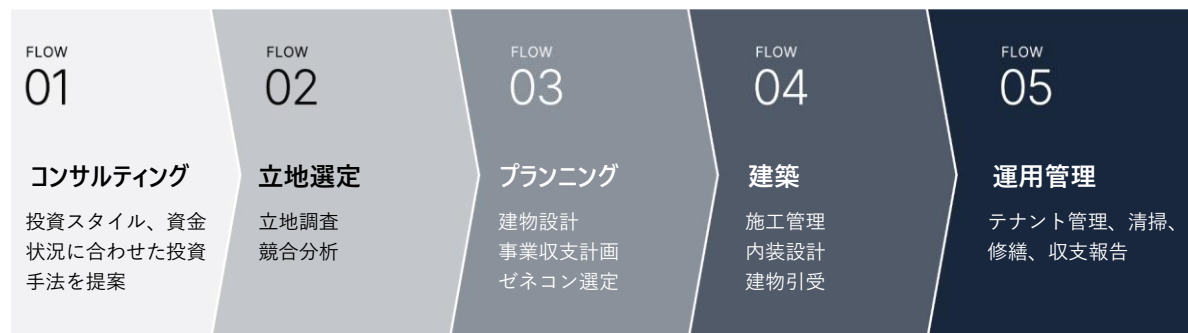 FLOW
01
コンサルティング
投資スタイル、資金
状況に合わせた投資
手法を提案
FLOW
02
立地選定
立地調査
競合分析
FLOW
03
プランニング
建物設計
事業収支計画
ゼネコン選定
FLOW
04
建築
施工管理
内装設計
建物引受
FLOW
05
運用管理
テナント管理、清掃、
修繕、収支報告